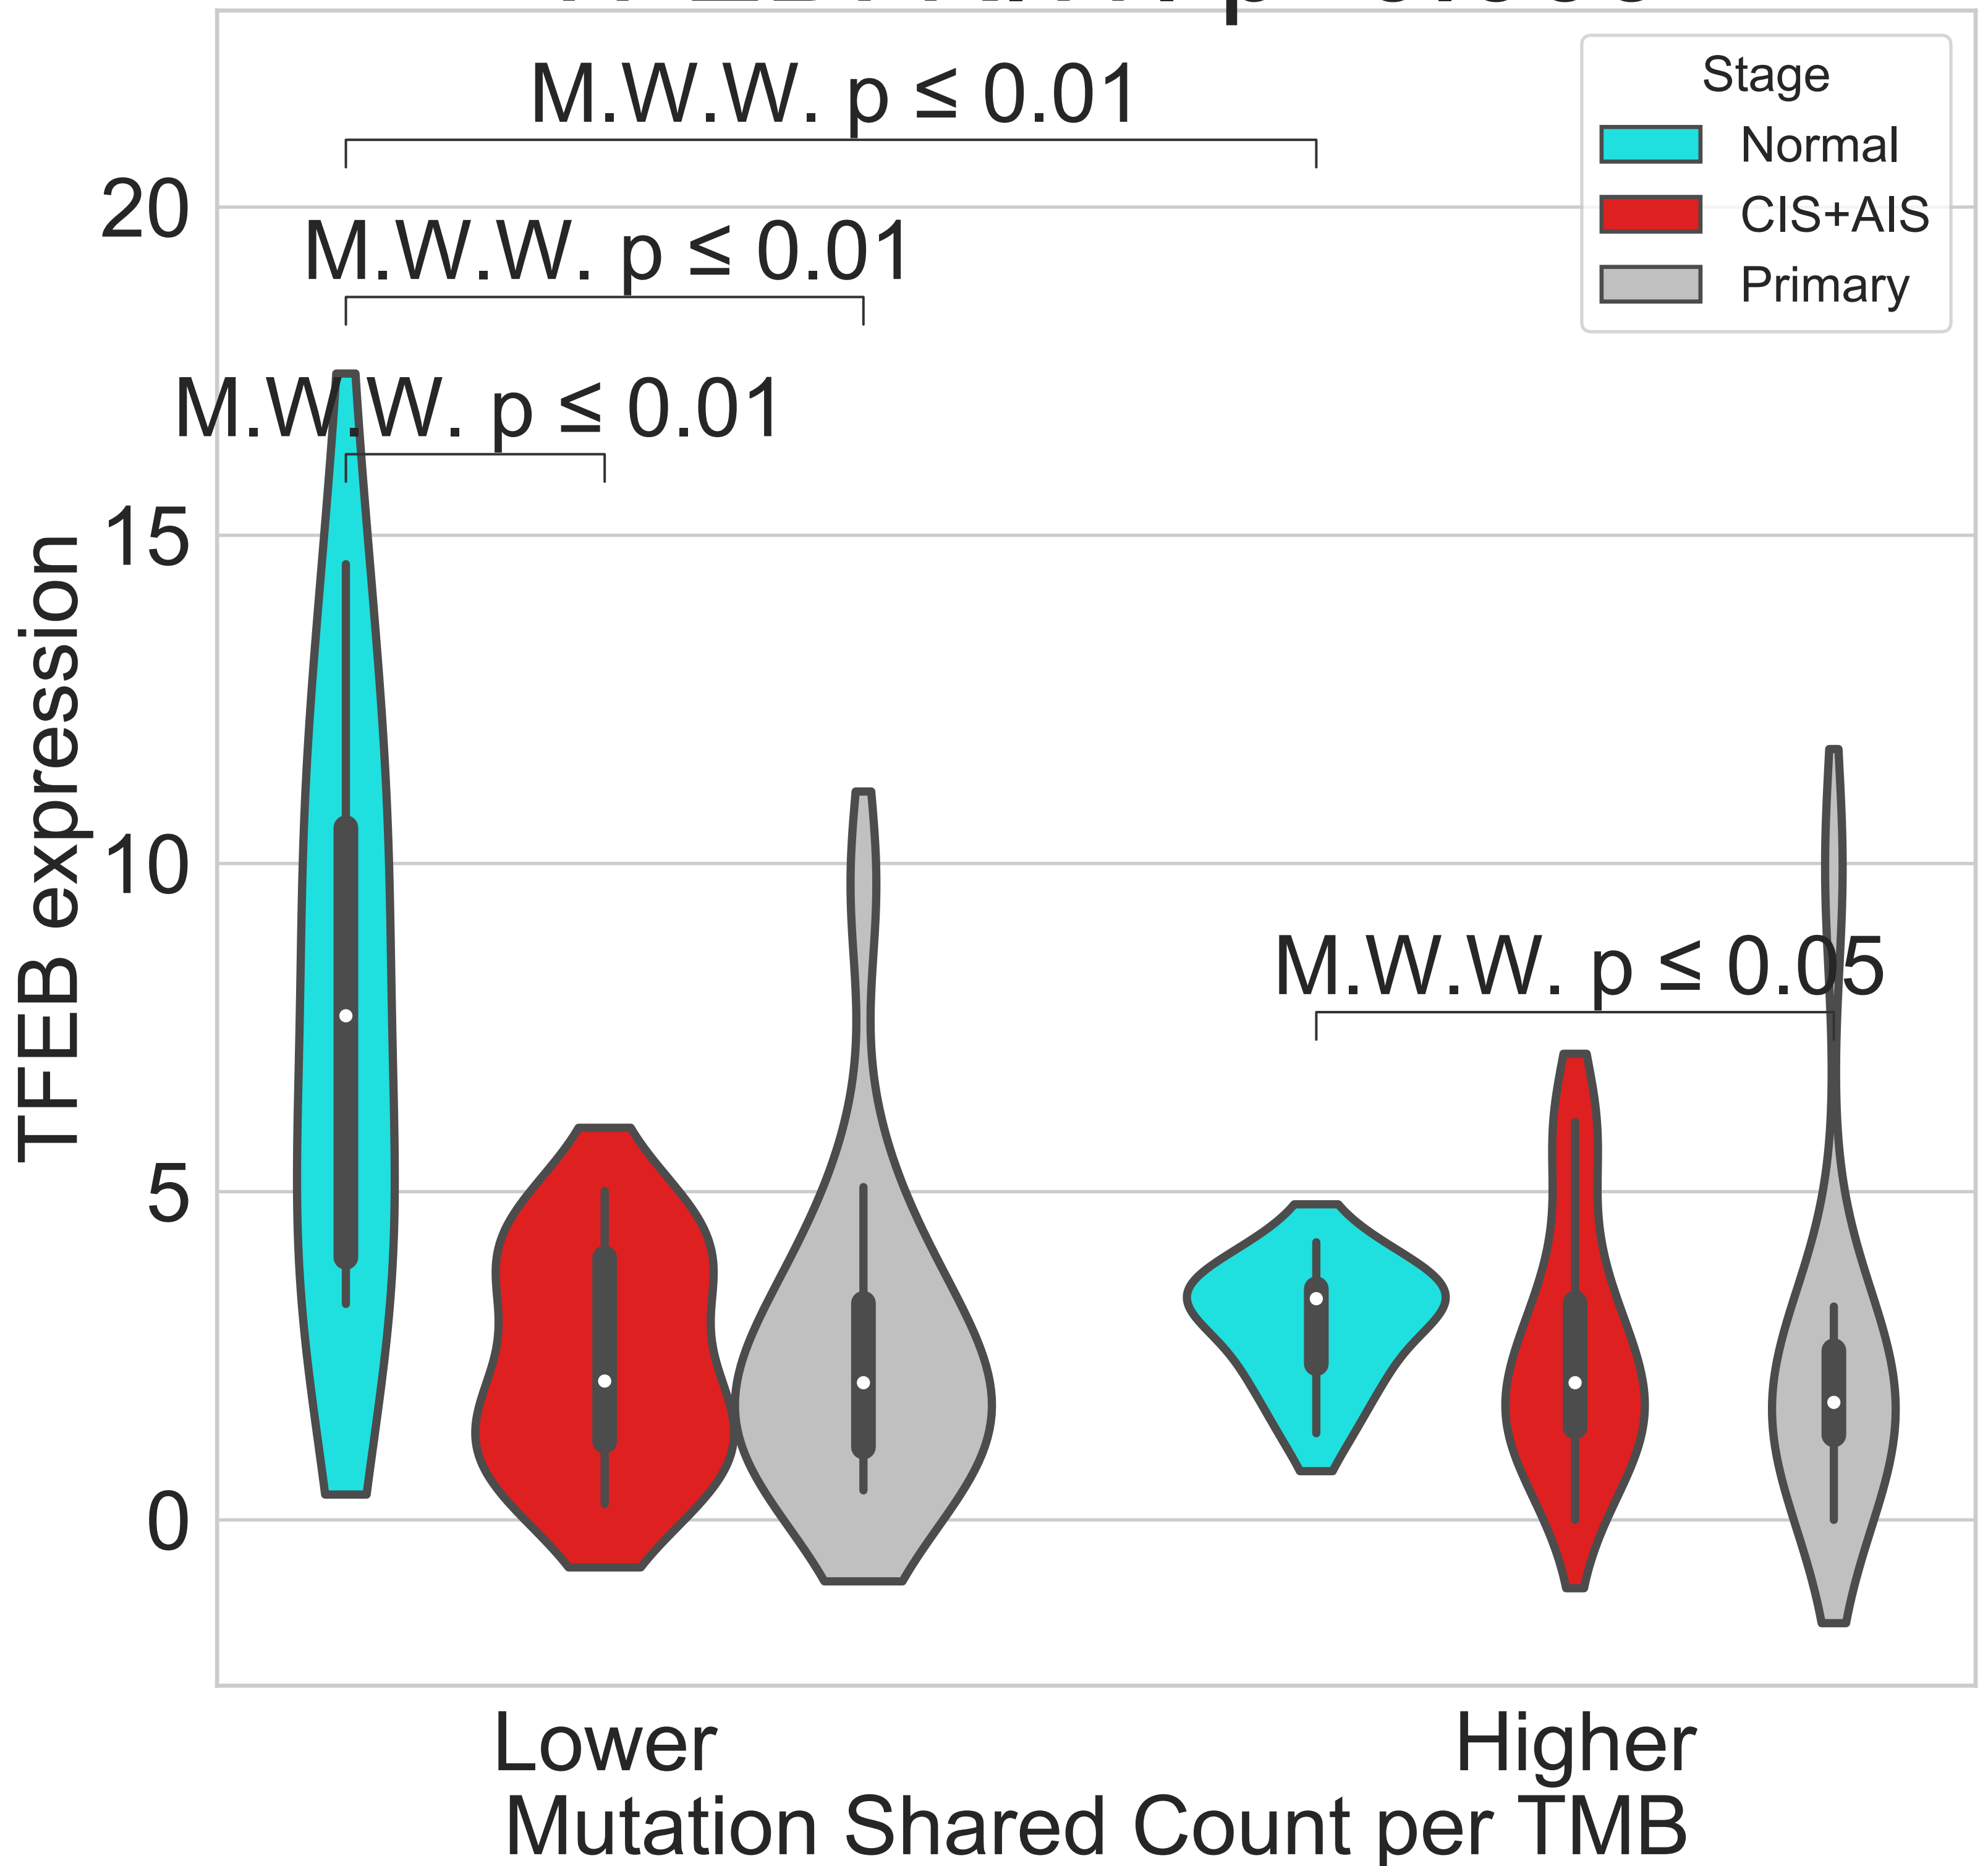 M.W.W. p ≤ 0.01
Stage
Normal
CIS+AIS
Primary
20
M.W.W. p ≤ 0.01
M.W.W. p ≤ 0.01
15
TFEB expression
10
M.W.W. p ≤ 0.05
5
0
Lower
Higher
Mutation Shared Count per TMB